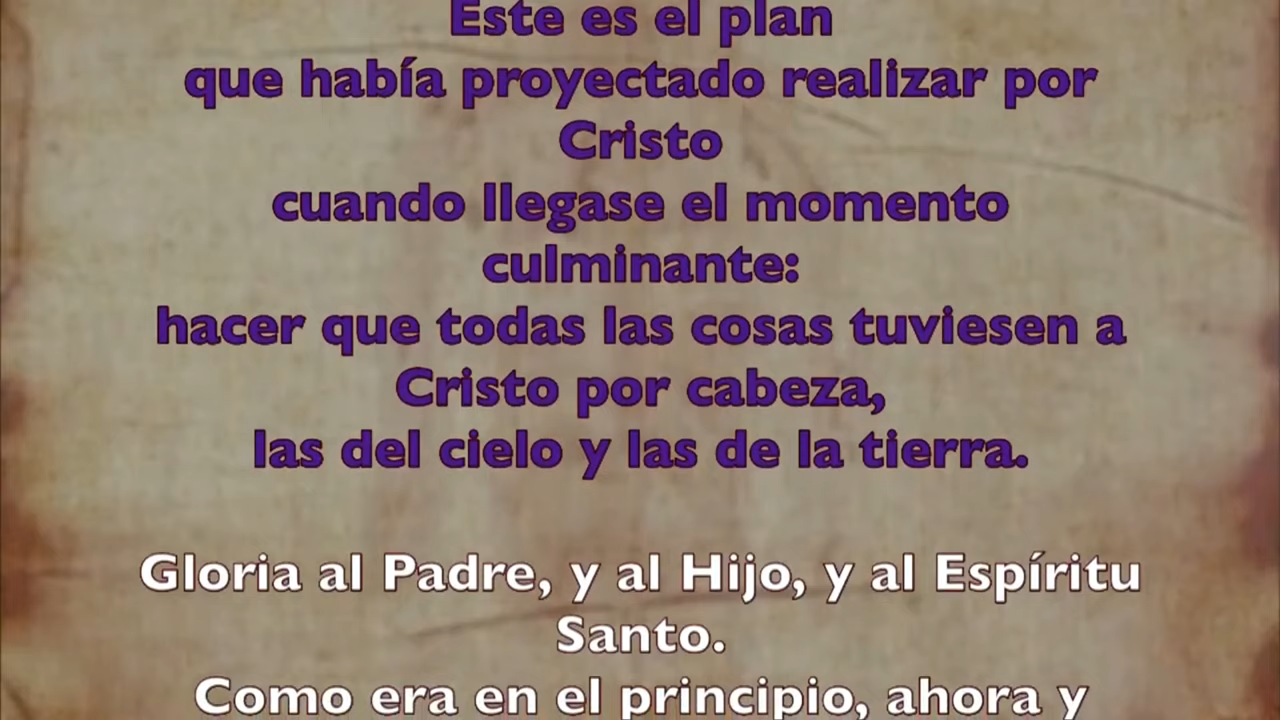 Este es el plan
que había proyectado realizar por
Cristo
cuando llegase el momento
culminante:
hacer que todas las cosas tuviesen a
Cristo por cabeza,
las del cielo y las de la tierra.
Gloria al Padre, y al Hijo, y al Espíritu
Santo.
Como era en el principio, ahora y